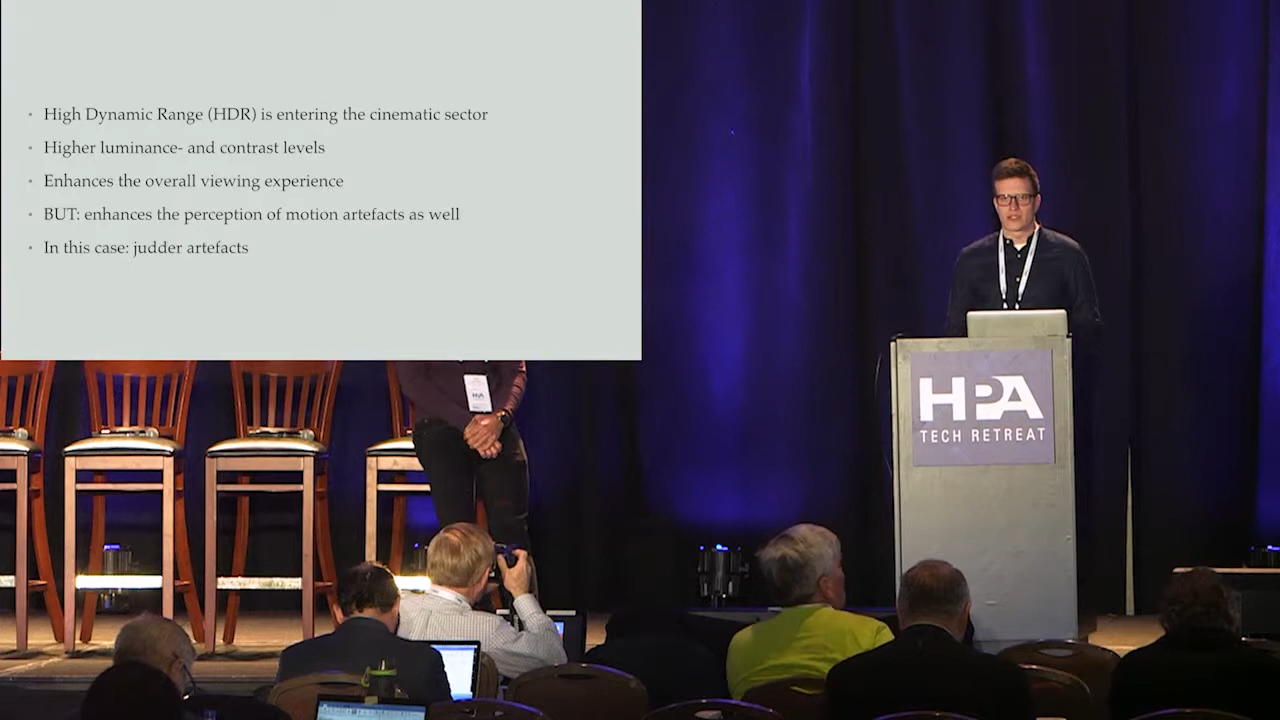 High Dynamic Range (HDR) is entering the cinematic sector
Higher luminance- and contrast levels
Enhances the overall viewing experience
BUT: enhances the perception of motion artefacts as well
In this case: judder artefacts
HPA
TECH RETREAT